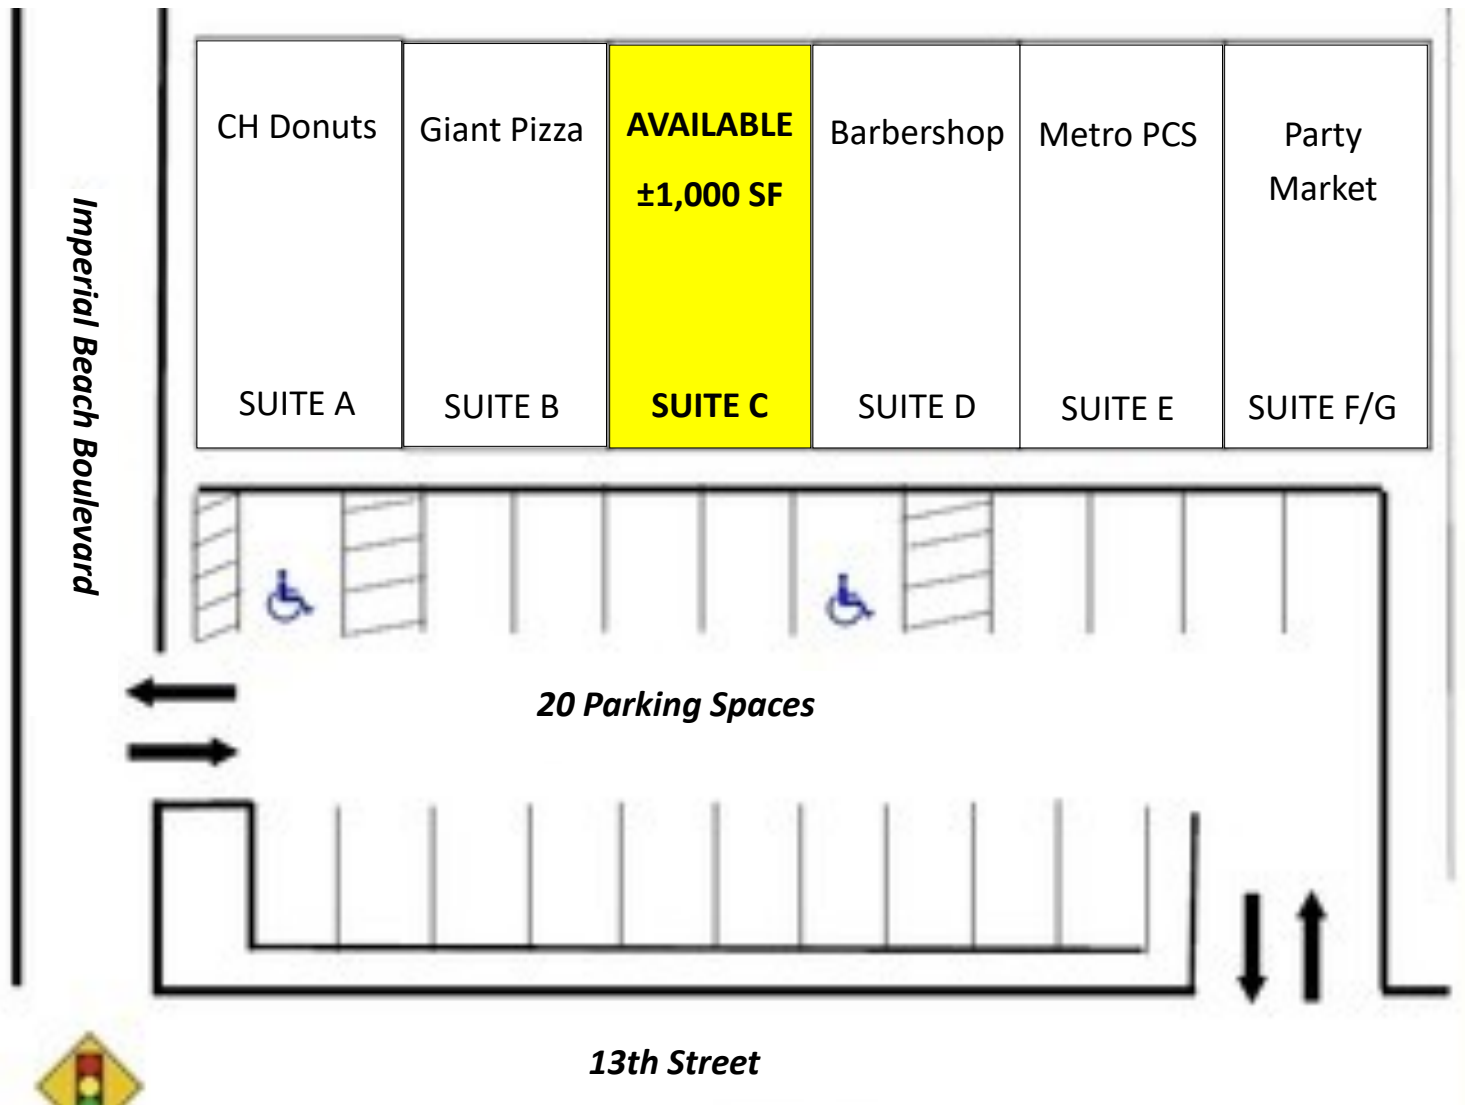 CH Donuts
Giant Pizza
AVAILABLE
±1,000 SF
Barbershop
Metro PCS
Party
Market
SUITE A
SUITE B
SUITE C
SUITE D
SUITE E
SUITE F/G
Imperial Beach Boulevard
20 Parking Spaces
13th Street